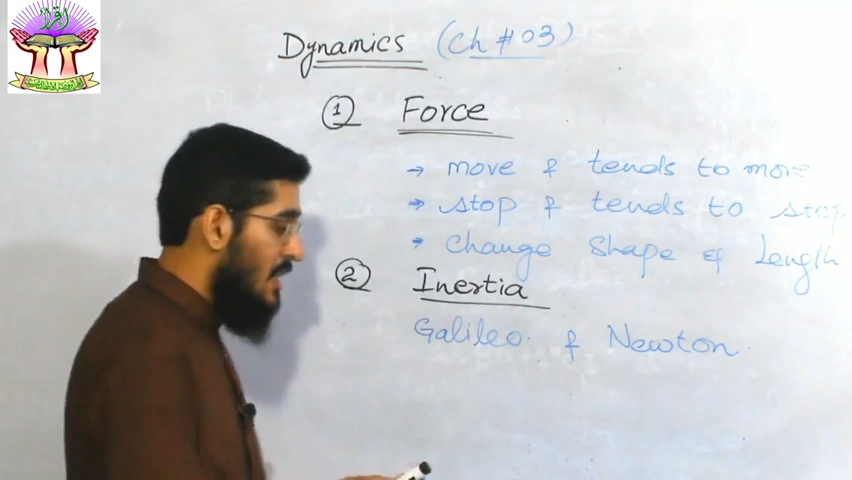 Dynamics (Ch # 03)
① Force
→ move & tends to move
→ stop & tends to stop
→ change shape & Length
② Inertia
Galileo & Newton
اقرأ